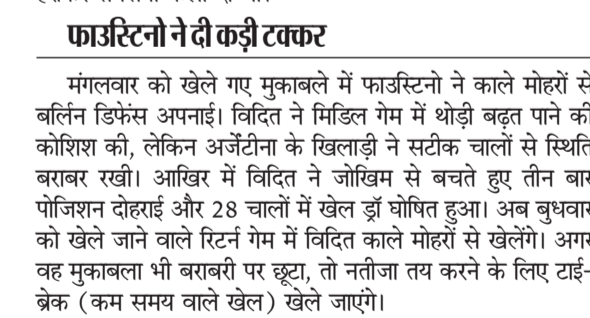 फाउस्टिनो ने दी कड़ी टक्कर
मंगलवार को खेले गए मुकाबले में फाउस्टिनो ने काले मोहरों से
बर्लिन डिफेंस अपनाई। विदित ने मिडिल गेम में थोड़ी बढ़त पाने की
कोशिश की, लेकिन अर्जेंटीना के खिलाड़ी ने सटीक चालों से स्थिति
बराबर रखी। आखिर में विदित ने जोखिम से बचते हुए तीन बार
पोजिशन दोहराई और 28 चालों में खेल ड्रॉ घोषित हुआ। अब बुधवार
को खेले जाने वाले रिटर्न गेम में विदित काले मोहरों से खेलेंगे। अगर
वह मुकाबला भी बराबरी पर छूटा, तो नतीजा तय करने के लिए टाई-
ब्रेक (कम समय वाले खेल) खेले जाएंगे।